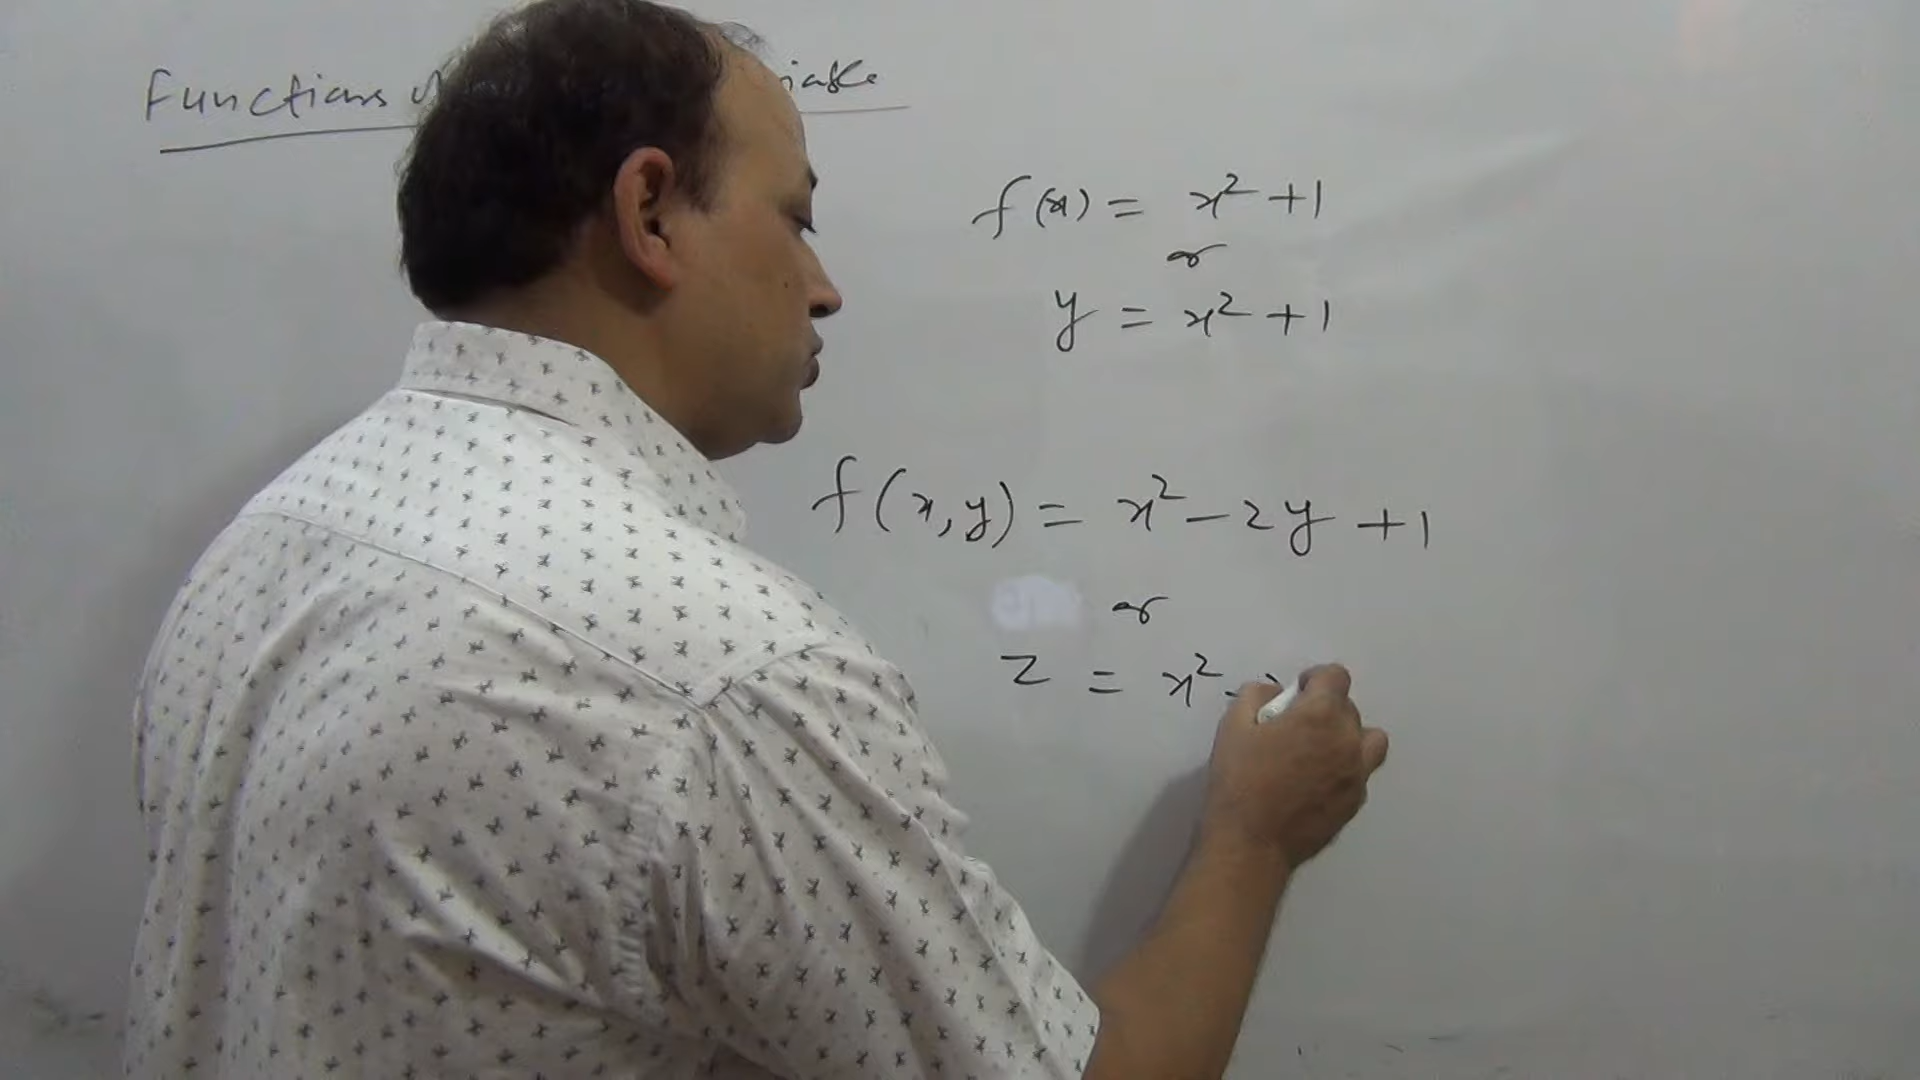 Functions
f(x) = x² + 1
or
y = x² + 1
f(x,y) = x² - 2y + 1
or
z = x² -